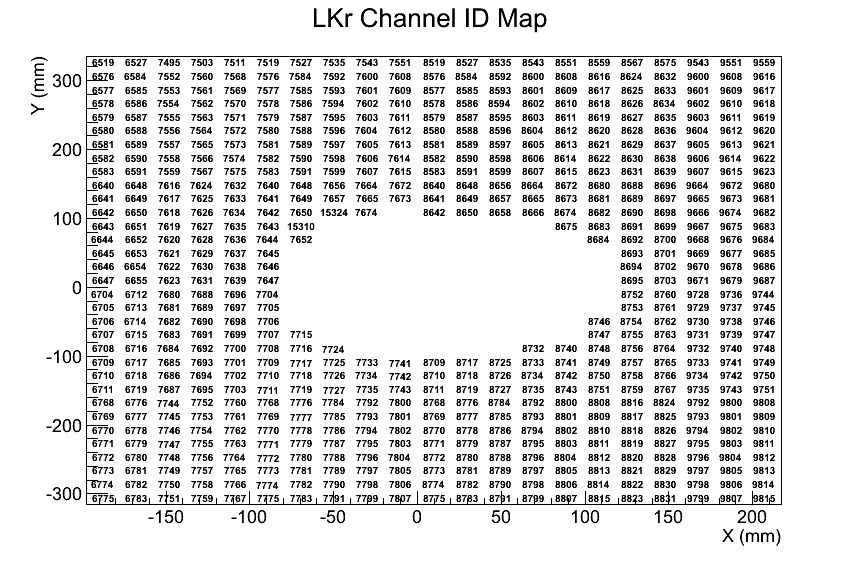 LKr Channel ID Map
Y (mm)
6519 6527 7495 7503 7511 7519 7527 7535 7543 7551 8519 8527 8535 8543 8551 8559 8567 8575 9543 9551 9559
300 6576 6584 7552 7560 7568 7576 7584 7592 7600 7608 8576 8584 8592 8600 8608 8616 8624 8632 9600 9608 9616
6577 6585 7553 7561 7569 7577 7585 7593 7601 7609 8577 8585 8593 8601 8609 8617 8625 8633 9601 9609 9617
6578 6586 7554 7562 7570 7578 7586 7594 7602 7610 8578 8586 8594 8602 8610 8618 8626 8634 9602 9610 9618
6579 6587 7555 7563 7571 7579 7587 7595 7603 7611 8579 8587 8595 8603 8611 8619 8627 8635 9603 9611 9619
6580 6588 7556 7564 7572 7580 7588 7596 7604 7612 8580 8588 8596 8604 8612 8620 8628 8636 9604 9612 9620
200 6581 6589 7557 7565 7573 7581 7589 7597 7605 7613 8581 8589 8597 8605 8613 8621 8629 8637 9605 9613 9621
6582 6590 7558 7566 7574 7582 7590 7598 7606 7614 8582 8590 8598 8606 8614 8622 8630 8638 9606 9614 9622
6583 6591 7559 7567 7575 7583 7591 7599 7607 7615 8583 8591 8599 8607 8615 8623 8631 8639 9607 9615 9623
6640 6648 7616 7624 7632 7640 7648 7656 7664 7672 8640 8648 8656 8664 8672 8680 8688 8696 9664 9672 9680
6641 6649 7617 7625 7633 7641 7649 7657 7665 7673 8641 8649 8657 8665 8673 8681 8689 8697 9665 9673 9681
100 6642 6650 7618 7626 7634 7642 7650 15324 7674 8642 8650 8658 8666 8674 8682 8690 8698 9666 9674 9682
6643 6651 7619 7627 7635 7643 15310 8675 8683 8691 8699 9667 9675 9683
6644 6652 7620 7628 7636 7644 7652 8684 8692 8700 9668 9676 9684
6645 6653 7621 7629 7637 7645 8693 8701 9669 9677 9685
6646 6654 7622 7630 7638 7646 8694 8702 9670 9678 9686
0 6647 6655 7623 7631 7639 7647 8695 8703 9671 9679 9687
6704 6712 7680 7688 7696 7704 8752 8760 9728 9736 9744
6705 6713 7681 7689 7697 7705 8753 8761 9729 9737 9745
6706 6714 7682 7690 7698 7706 8746 8754 8762 9730 9738 9746
6707 6715 7683 7691 7699 7707 7715 8747 8755 8763 9731 9739 9747
-100 6708 6716 7684 7692 7700 7708 7716 7724 8732 8740 8748 8756 8764 9732 9740 9748
6709 6717 7685 7693 7701 7709 7717 7725 7733 7741 8709 8717 8725 8733 8741 8749 8757 8765 9733 9741 9749
6710 6718 7686 7694 7702 7710 7718 7726 7734 7742 8710 8718 8726 8734 8742 8750 8758 8766 9734 9742 9750
6711 6719 7687 7695 7703 7711 7719 7727 7735 7743 8711 8719 8727 8735 8743 8751 8759 8767 9735 9743 9751
6768 6776 7744 7752 7760 7768 7776 7784 7792 7800 8768 8776 8784 8792 8800 8808 8816 8824 9792 9800 9808
-200 6769 6777 7745 7753 7761 7769 7777 7785 7793 7801 8769 8777 8785 8793 8801 8809 8817 8825 9793 9801 9809
6770 6778 7746 7754 7762 7770 7778 7786 7794 7802 8770 8778 8786 8794 8802 8810 8818 8826 9794 9802 9810
6771 6779 7747 7755 7763 7771 7779 7787 7795 7803 8771 8779 8787 8795 8803 8811 8819 8827 9795 9803 9811
6772 6780 7748 7756 7764 7772 7780 7788 7796 7804 8772 8780 8788 8796 8804 8812 8820 8828 9796 9804 9812
6773 6781 7749 7757 7765 7773 7781 7789 7797 7805 8773 8781 8789 8797 8805 8813 8821 8829 9797 9805 9813
6774 6782 7750 7758 7766 7774 7782 7790 7798 7806 8774 8782 8790 8798 8806 8814 8822 8830 9798 9806 9814
-300 6775 6783 7751 7759 7767 7775 7783 7791 7799 7807 8775 8783 8791 8799 8807 8815 8823 8831 9799 9807 9815
-150 -100 -50 0 50 100 150 200
X (mm)